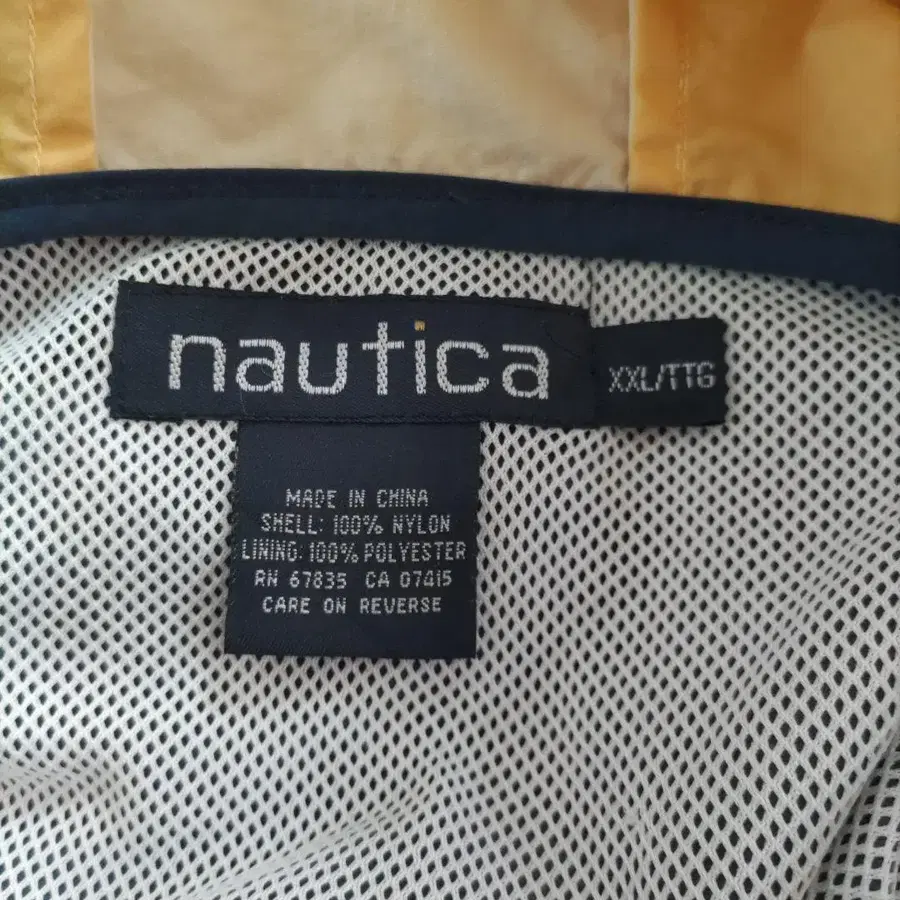 nautica
XXL/TTG
MADE IN CHINA
SHELL: 100% NYLON
LINING: 100% POLYESTER
RN 67835 CA 07415
CARE ON REVERSE